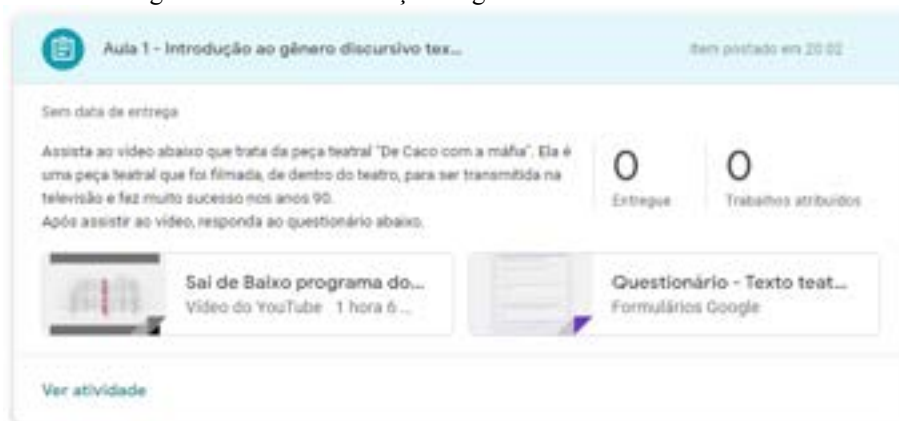 Aula 1 - Introdução ao gênero discursivo tex...
Item postado em 20:02
Sem data de entrega
Assista ao vídeo abaixo que trata da peça teatral "De Caco com a máfia". Ela é
uma peça teatral que foi filmada, de dentro do teatro, para ser transmitida na
televisão e fez muito sucesso nos anos 90.
Após assistir ao vídeo, responda ao questionário abaixo.
0
Entregue
0
Trabalhos atribuídos
Sai de Baixo programa do...
Vídeo do YouTube 1 hora 6 ...
Questionário - Texto teat...
Formulários Google
Ver atividade